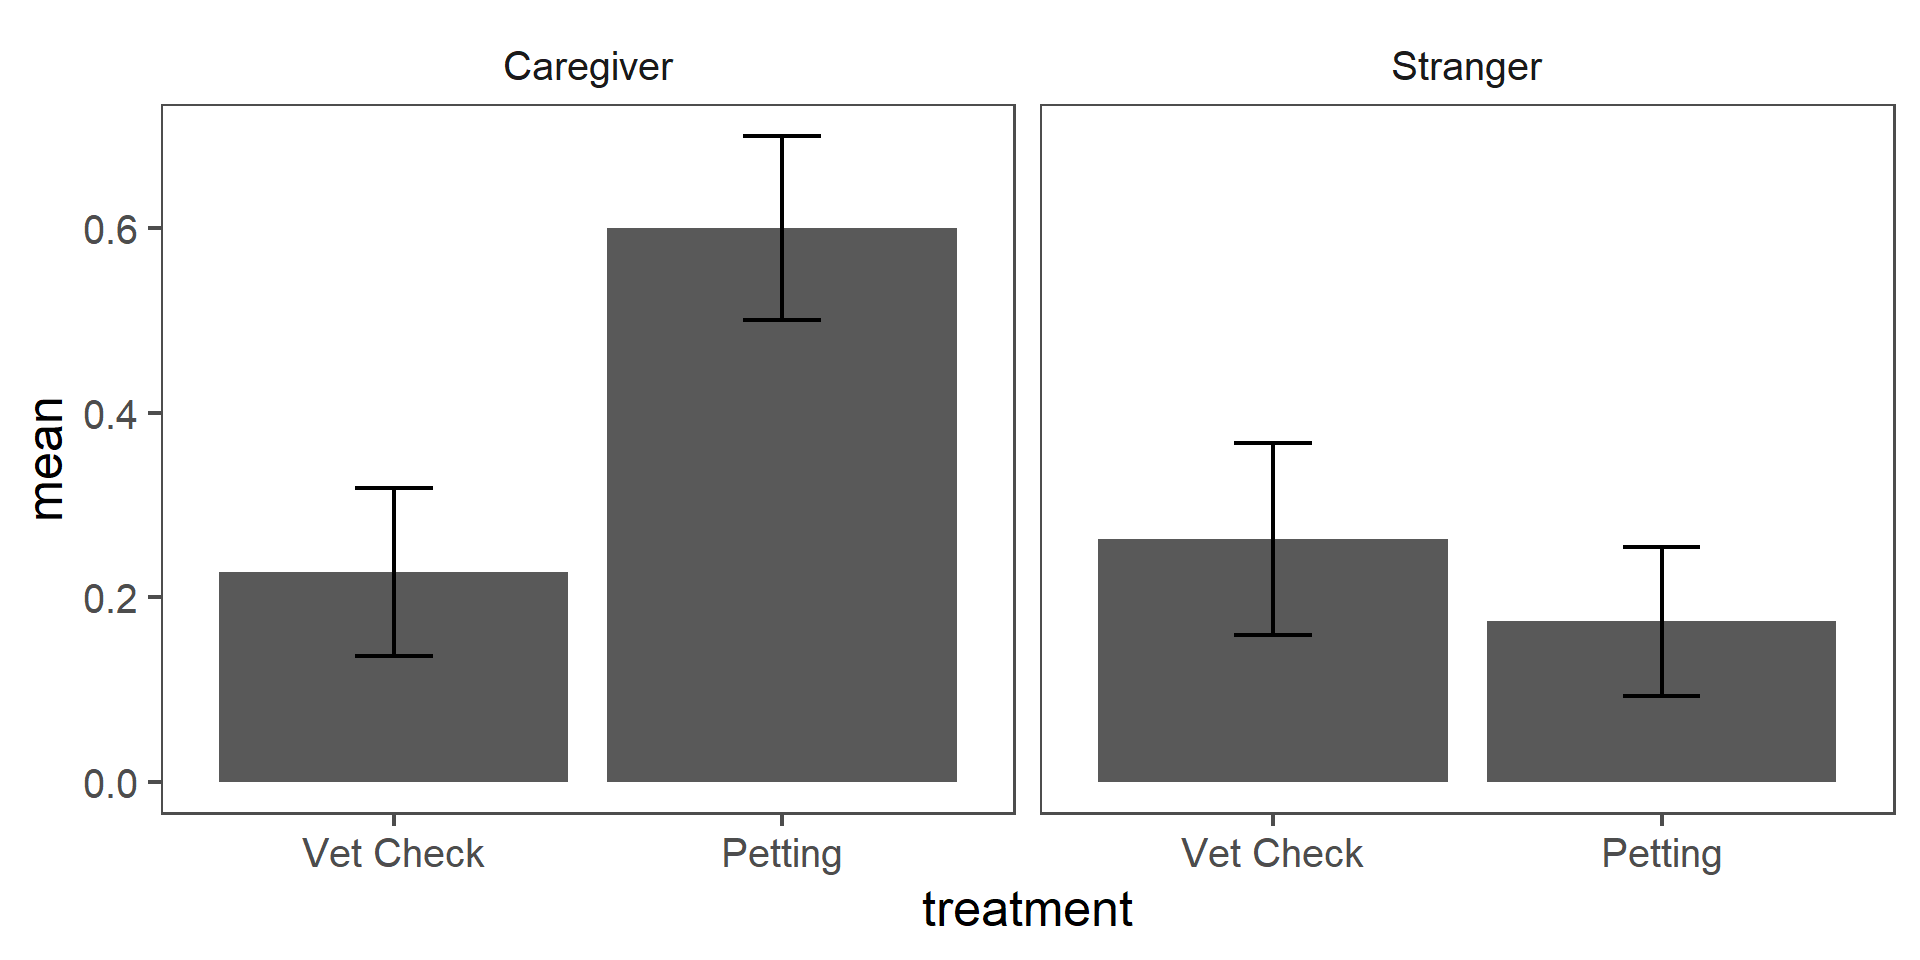 Caregiver
Stranger
0.6
0.4
0.2
0.0
mean
Vet Check
Petting
Vet Check
Petting
treatment